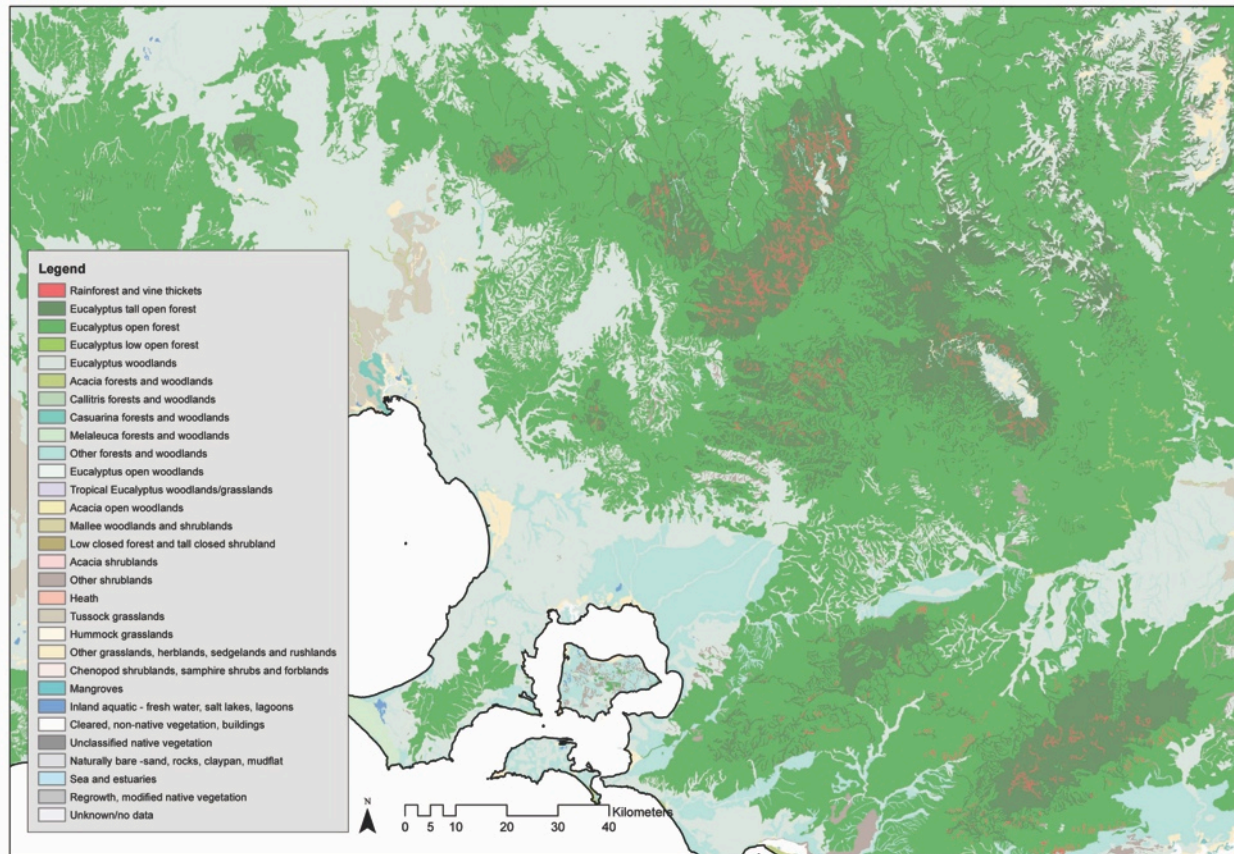 Legend
Rainforest and vine thickets
Eucalyptus tall open forest
Eucalyptus open forest
Eucalyptus low open forest
Eucalyptus woodlands
Acacia forests and woodlands
Callitris forests and woodlands
Casuarina forests and woodlands
Melaleuca forests and woodlands
Other forests and woodlands
Eucalyptus open woodlands
Tropical Eucalyptus woodlands/grasslands
Acacia open woodlands
Mallee woodlands and shrublands
Low closed forest and tall closed shrubland
Acacia shrublands
Other shrublands
Heath
Tussock grasslands
Hummock grasslands
Other grasslands, herblands, sedgelands and rushlands
Chenopod shrublands, samphire shrubs and forblands
Mangroves
Inland aquatic - fresh water, salt lakes, lagoons
Cleared, non-native vegetation, buildings
Unclassified native vegetation
Naturally bare -sand, rocks, claypan, mudflat
Sea and estuaries
Regrowth, modified native vegetation
Unknown/no data
N
Kilometers
0 5 10 20 30 40